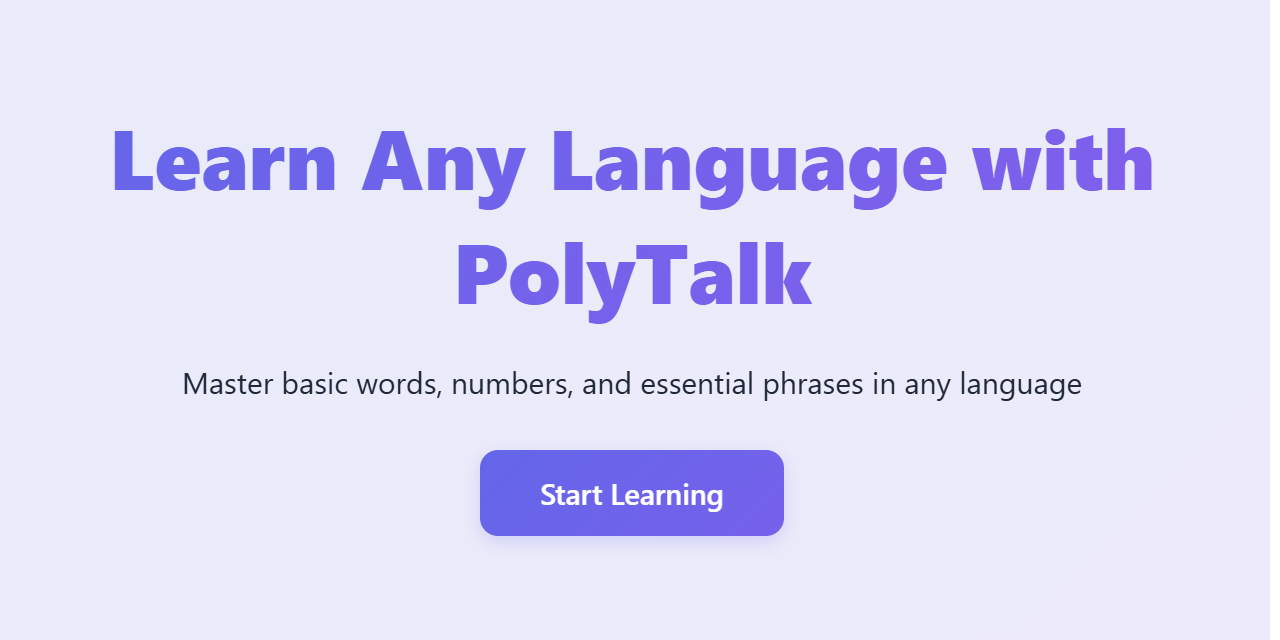 Learn Any Language with
PolyTalk
Master basic words, numbers, and essential phrases in any language
Start Learning